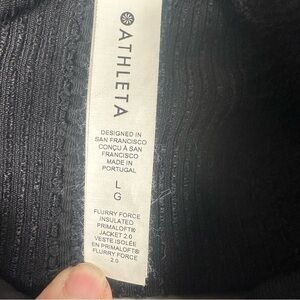 ATHLETA
DESIGNED IN
SAN FRANCISCO
CONÇU À SAN
FRANCISCO
MADE IN
PORTUGAL
L
G
FLURRY FORCE
INSULATED
PRIMALOFT®
JACKET 2.0
VESTE ISOLÉE
EN PRIMALOFT®
FLURRY FORCE
2.0